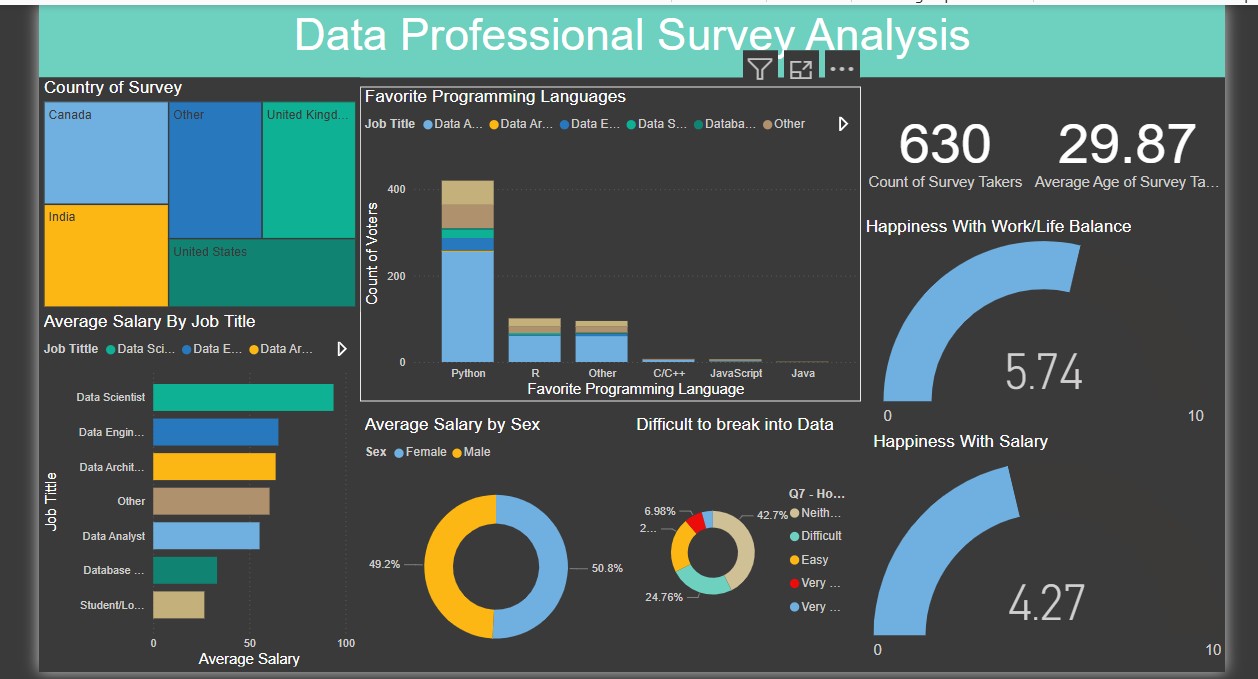 Data Professional Survey Analysis
Country of Survey
Canada
Other
United Kingd...
India
United States
Favorite Programming Languages
Job Title Data A... Data Ar... Data E... Data S... Databa... Other
Count of Voters
400
200
0
Python R Other C/C++ JavaScript Java
Favorite Programming Language
630
Count of Survey Takers
29.87
Average Age of Survey Ta...
Happiness With Work/Life Balance
5.74
0
10
Average Salary By Job Title
Job Tittle Data Sci... Data E... Data Ar...
Job Tittle
Data Scientist
Data Engin...
Data Archit...
Other
Data Analyst
Database ...
Student/Lo...
0 50 100
Average Salary
Average Salary by Sex
Sex Female Male
49.2%
50.8%
Difficult to break into Data
6.98%
2...
24.76%
42.7%
Q7 - Ho...
Neith...
Difficult
Easy
Very ...
Very ...
Happiness With Salary
4.27
0
10